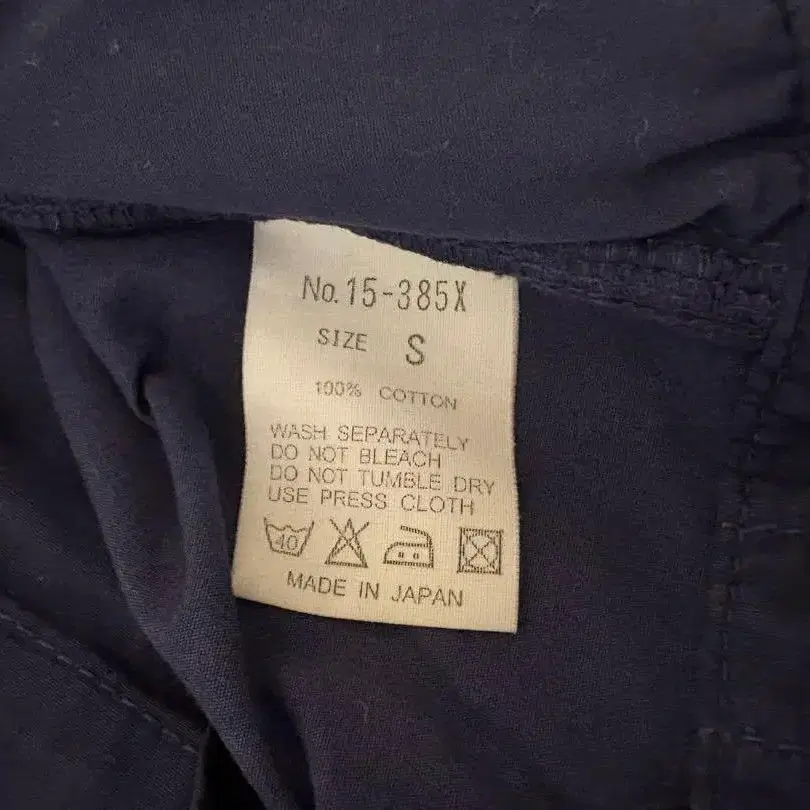 No. 15-385X
SIZE S
100% COTTON
WASH SEPARATELY
DO NOT BLEACH
DO NOT TUMBLE DRY
USE PRESS CLOTH
40
MADE IN JAPAN